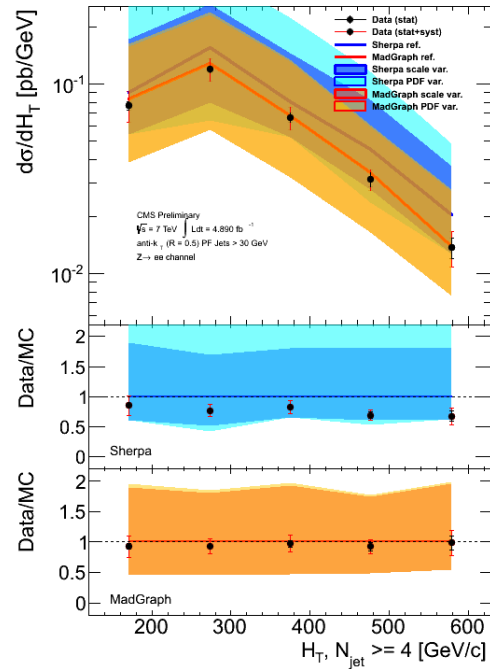 Data (stat)
Data (stat+syst)
Sherpa ref.
MadGraph ref.
Sherpa scale var.
Sherpa PDF var.
MadGraph scale var.
MadGraph PDF var.
dσ/dH_T [pb/GeV]
10⁻¹
10⁻²
CMS Preliminary
√s = 7 TeV ∫ Ldt = 4.890 fb⁻¹
anti-k_T (R = 0.5) PF Jets > 30 GeV
Z→ ee channel
Data/MC
2
1.5
1
0.5
0
Sherpa
Data/MC
2
1.5
1
0.5
0
MadGraph
200 300 400 500 600
H_T, N_jet >= 4 [GeV/c]